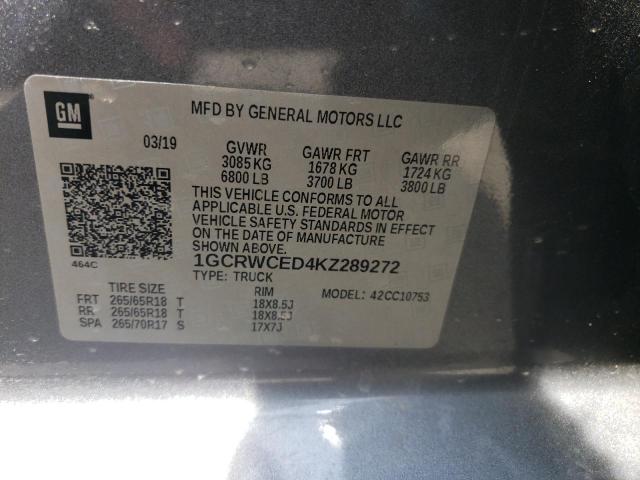 GM
MFD BY GENERAL MOTORS LLC
03/19 GVWR GAWR FRT GAWR RR
3085 KG 1678 KG 1724 KG
6800 LB 3700 LB 3800 LB
THIS VEHICLE CONFORMS TO ALL
APPLICABLE U.S. FEDERAL MOTOR
VEHICLE SAFETY STANDARDS IN EFFECT
ON THE DATE OF MANUFACTURE
SHOWN ABOVE.
464C
1GCRWCED4KZ289272
TYPE: TRUCK
TIRE SIZE RIM MODEL: 42CC10753
FRT 265/65R18 T 18X8.5J
RR 265/65R18 T 18X8.5J
SPA 265/70R17 S 17X7J